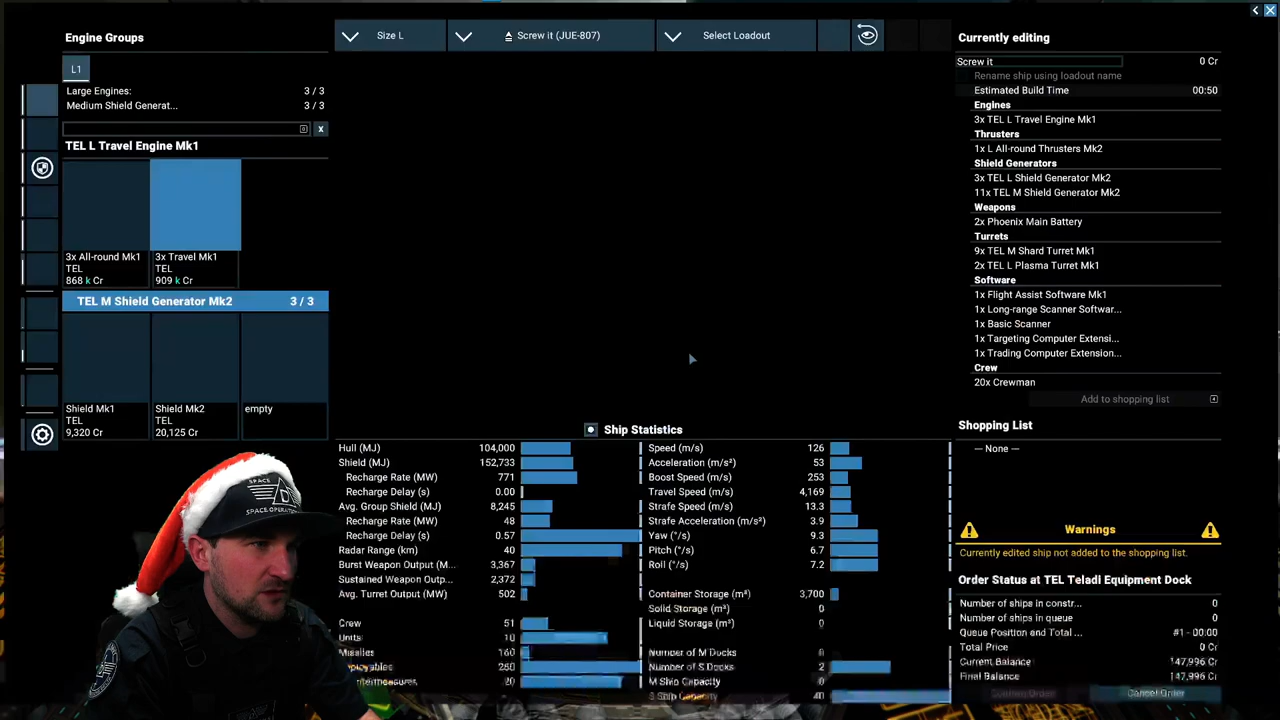 Engine Groups
L1
Large Engines: 3 / 3
Medium Shield Generat... 3 / 3
x
TEL L Travel Engine Mk1
3x All-round Mk1
TEL
868 k Cr
3x Travel Mk1
TEL
909 k Cr
TEL M Shield Generator Mk2 3 / 3
Shield Mk1
TEL
9,320 Cr
Shield Mk2
TEL
20,125 Cr
empty
SPACE
SPACE OPERATION
Size L
Screw it (JUE-807)
Select Loadout
Ship Statistics
Hull (MJ) 104,000
Shield (MJ) 152,733
Recharge Rate (MW) 771
Recharge Delay (s) 0.00
Avg. Group Shield (MJ) 8,245
Recharge Rate (MW) 48
Recharge Delay (s) 0.57
Radar Range (km) 40
Burst Weapon Output (M... 3,367
Sustained Weapon Outp... 2,372
Avg. Turret Output (MW) 502
Crew 51
Units 10
Missiles 160
250
20
Speed (m/s) 126
Acceleration (m/s²) 53
Boost Speed (m/s) 253
Travel Speed (m/s) 4,169
Strafe Speed (m/s) 13.3
Strafe Acceleration (m/s²) 3.9
Yaw (°/s) 9.3
Pitch (°/s) 6.7
Roll (°/s) 7.2
Container Storage (m³) 3,700
Solid Storage (m³) 0
Liquid Storage (m³) 0
Number of M Docks 0
Number of S Docks 2
M Ship Capacity 0
S Ship Capacity 40
Currently editing
Screw it 0 Cr
Rename ship using loadout name
Estimated Build Time 00:50
Engines
3x TEL L Travel Engine Mk1
Thrusters
1x L All-round Thrusters Mk2
Shield Generators
3x TEL L Shield Generator Mk2
11x TEL M Shield Generator Mk2
Weapons
2x Phoenix Main Battery
Turrets
9x TEL M Shard Turret Mk1
2x TEL L Plasma Turret Mk1
Software
1x Flight Assist Software Mk1
1x Long-range Scanner Softwar...
1x Basic Scanner
1x Targeting Computer Extensi...
1x Trading Computer Extension...
Crew
20x Crewman
Add to shopping list
Shopping List
— None —
Warnings
Currently edited ship not added to the shopping list.
Order Status at TEL Teladi Equipment Dock
Number of ships in constr... 0
Number of ships in queue 0
Queue Position and Total ... #1 - 00:00
Total Price 0 Cr
Current Balance 147,996 Cr
Final Balance 147,996 Cr
Confirm Order
Cancel Order